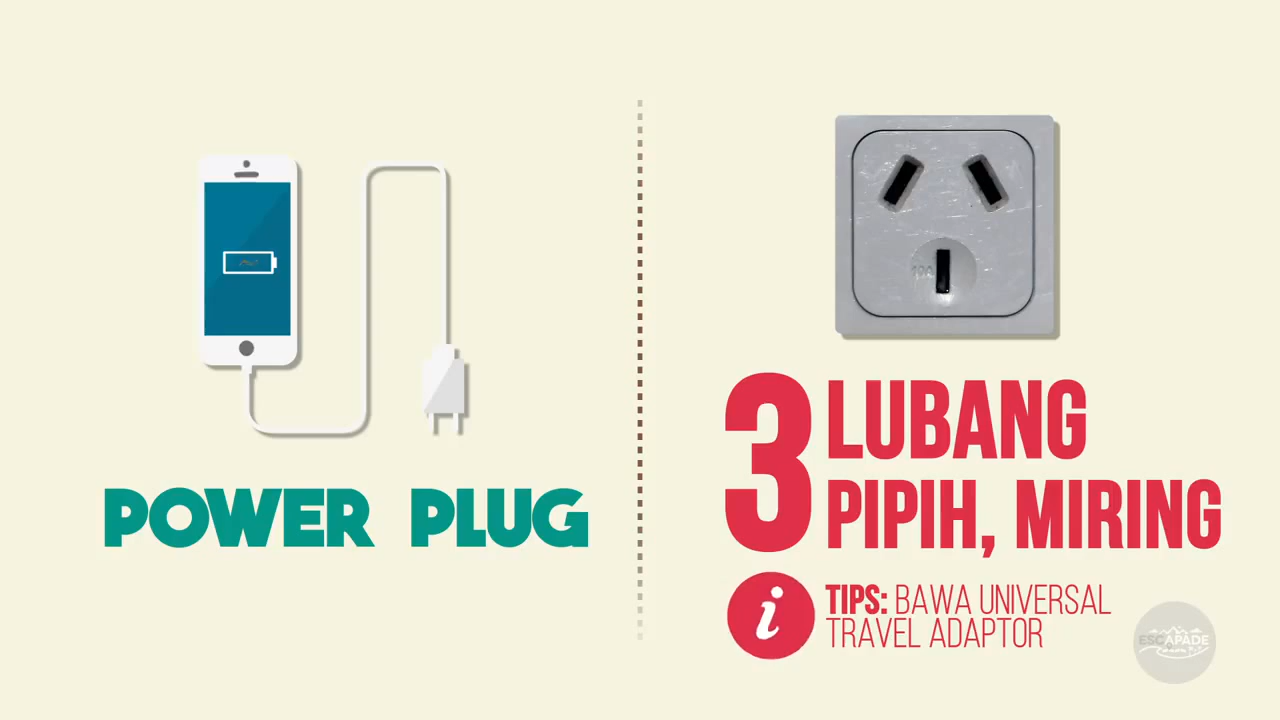 POWER PLUG
3 LUBANG
PIPIH, MIRING
i
TIPS: BAWA UNIVERSAL
TRAVEL ADAPTOR
ESCAPADE